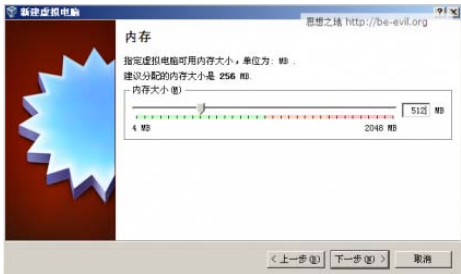 新建虚拟电脑
恶想之地 http://be-evil.org
内存
指定虚拟电脑可用内存大小，单位为: MB .
建议分配的内存大小是 256 MB.
内存大小(M)
512 MB
4 MB 2048 MB
< 上一步(B) 下一步(N) > 取消